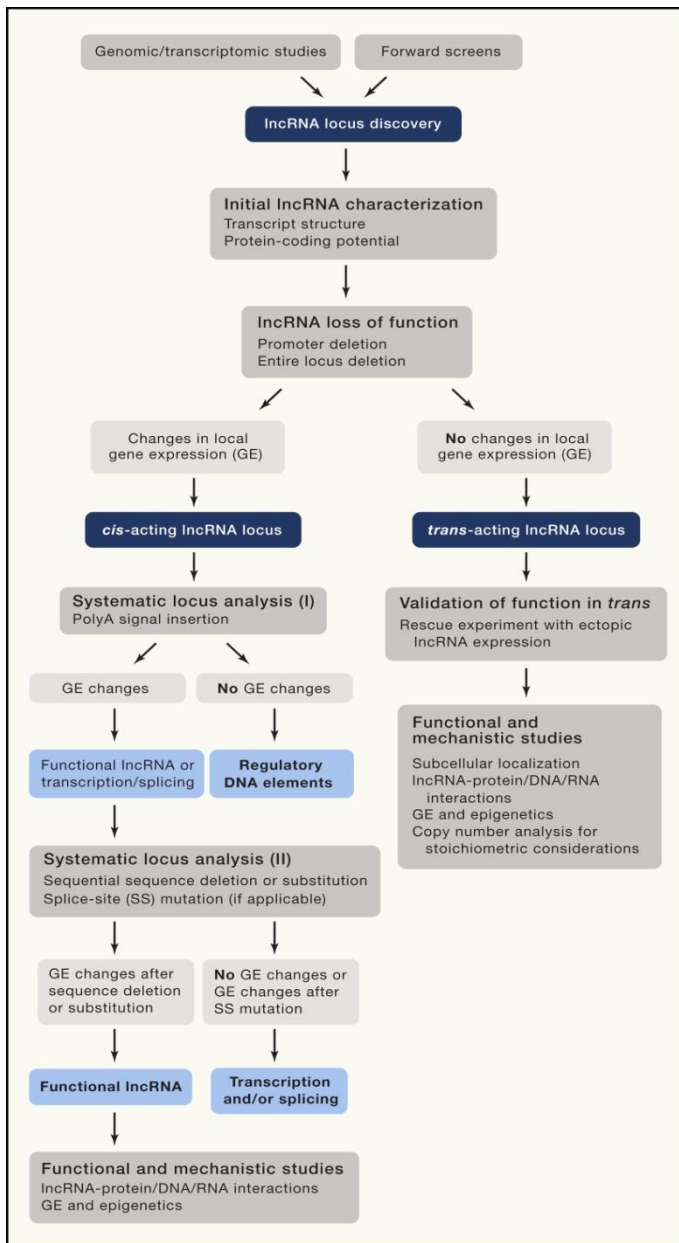 Genomic/transcriptomic studies
Forward screens
lncRNA locus discovery
Initial lncRNA characterization
Transcript structure
Protein-coding potential
lncRNA loss of function
Promoter deletion
Entire locus deletion
Changes in local
gene expression (GE)
No changes in local
gene expression (GE)
cis-acting lncRNA locus
trans-acting lncRNA locus
Systematic locus analysis (I)
PolyA signal insertion
Validation of function in trans
Rescue experiment with ectopic
lncRNA expression
GE changes
No GE changes
Functional lncRNA or
transcription/splicing
Regulatory
DNA elements
Functional and
mechanistic studies
Subcellular localization
lncRNA-protein/DNA/RNA
interactions
GE and epigenetics
Copy number analysis for
stoichiometric considerations
Systematic locus analysis (II)
Sequential sequence deletion or substitution
Splice-site (SS) mutation (if applicable)
GE changes after
sequence deletion
or substitution
No GE changes or
GE changes after
SS mutation
Functional lncRNA
Transcription
and/or splicing
Functional and mechanistic studies
lncRNA-protein/DNA/RNA interactions
GE and epigenetics